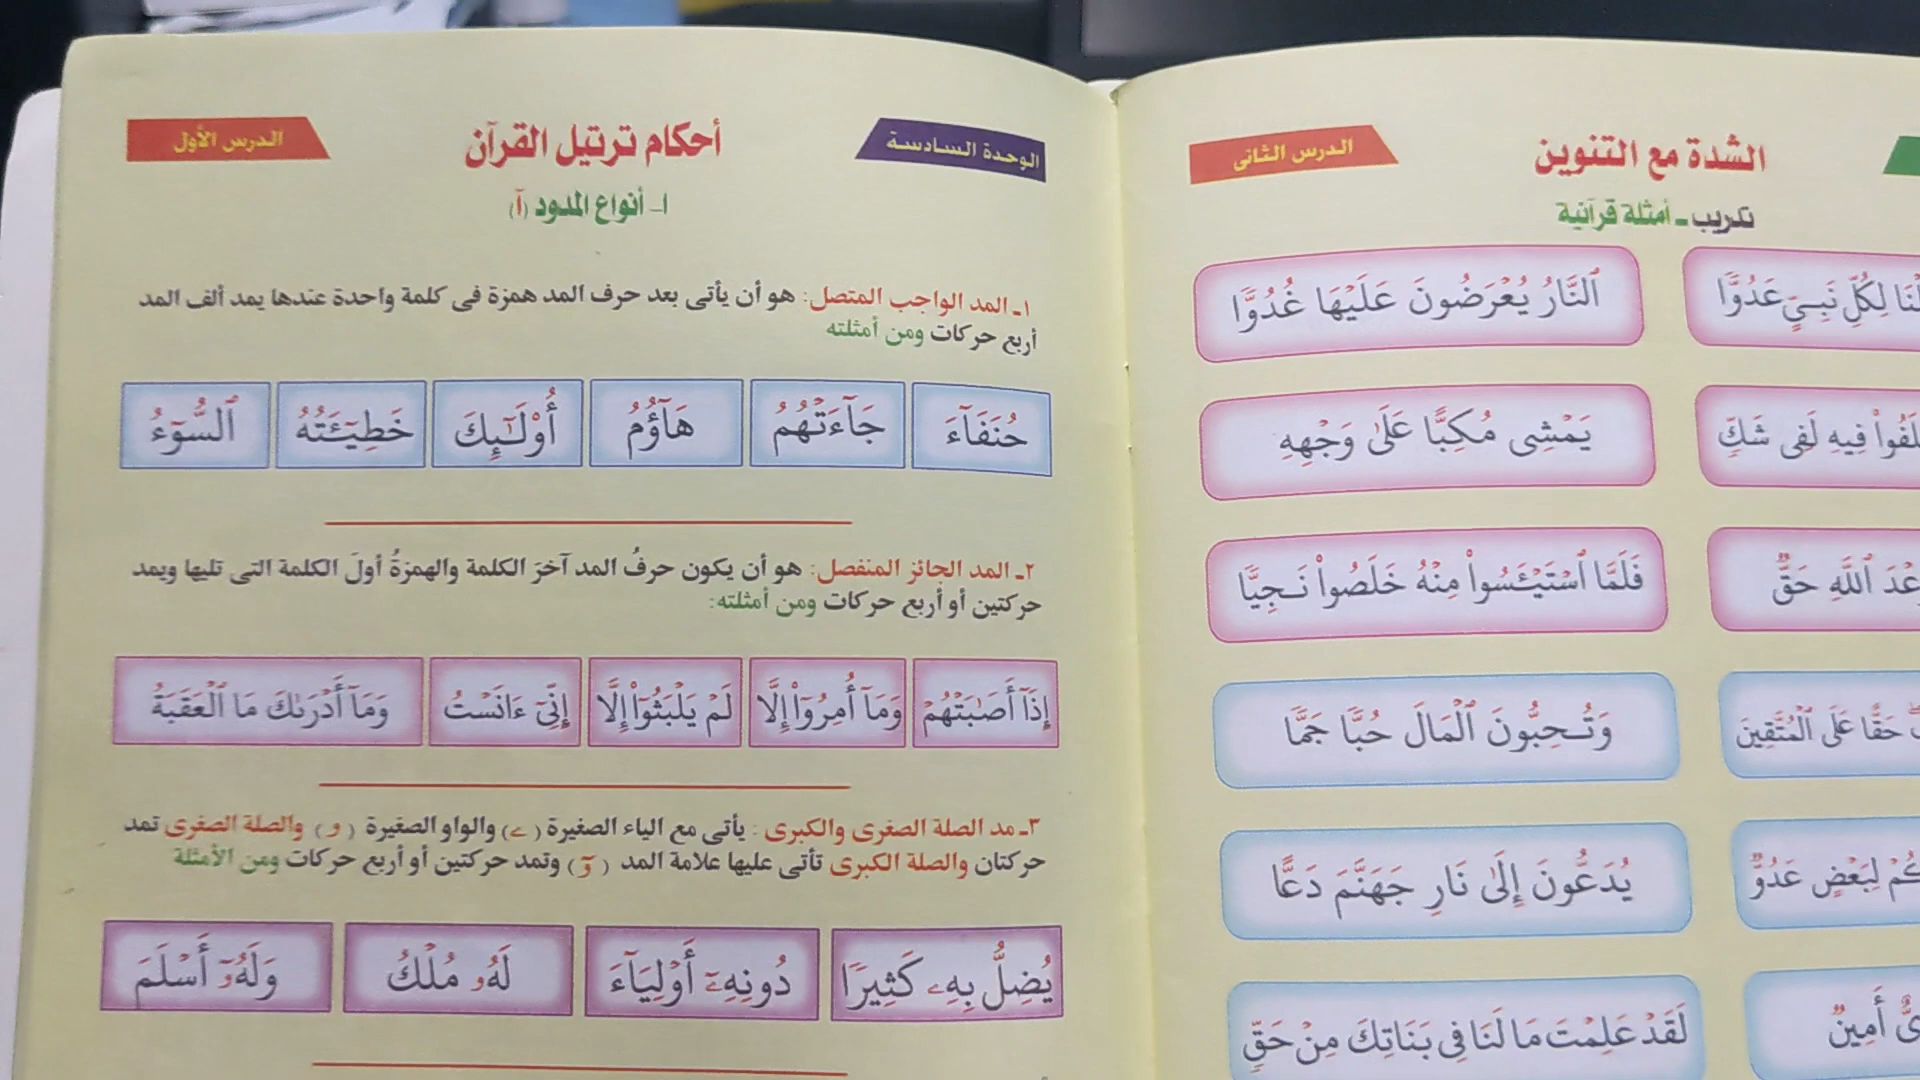 الشدة مع التنوين
الدرس الثانى
تدريب ـ أمثلة قرآنية
لِكُلِّ نَبِىٍّ عَدُوًّا
ٱلنَّارُ يُعْرَضُونَ عَلَيْهَا غُدُوًّا
فِيهِ لَفِى شَكٍّ
يَمْشِى مُكِبًّا عَلَىٰ وَجْهِهِ
ٱللَّهِ حَقٌّ
فَلَمَّا ٱسْتَيْـَٔسُوا۟ مِنْهُ خَلَصُوا۟ نَجِيًّا
حَقًّا عَلَى ٱلْمُتَّقِينَ
وَتُحِبُّونَ ٱلْمَالَ حُبًّا جَمًّا
لِبَعْضٍ عَدُوٌّ
يُدَعُّونَ إِلَىٰ نَارِ جَهَنَّمَ دَعًّا
أَمِينٌ
لَقَدْ عَلِمْتَ مَا لَنَا فِى بَنَاتِكَ مِنْ حَقٍّ
الوحدة السادسة
أحكام ترتيل القرآن
الدرس الأول
١ـ أنواع المدود (آ)
١ـ المد الواجب المتصل: هو أن يأتى بعد حرف المد همزة فى كلمة واحدة عندها يمد ألف المد
أربع حركات ومن أمثلته
حُنَفَآءَ جَآءَتْهُمُ هَآؤُمُ أُو۟لَـٰٓئِكَ خَطِيٓـَٔتُهُ ٱلسُّوٓءُ
٢ـ المد الجائز المنفصل: هو أن يكون حرفُ المد آخرَ الكلمة والهمزةُ أولَ الكلمة التى تليها ويمد
حركتين أو أربع حركات ومن أمثلته:
إِذَآ أَصَـٰبَتْهُمْ وَمَآ أُمِرُوٓا۟ إِلَّا لَمْ يَلْبَثُوٓا۟ إِلَّا إِنِّىٓ ءَانَسْتُ وَمَآ أَدْرَىٰكَ مَا ٱلْعَقَبَةُ
٣ـ مد الصلة الصغرى والكبرى: يأتى مع الياء الصغيرة (ۦ) والواو الصغيرة (ۥ) والصلة الصغرى تمد
حركتان والصلة الكبرى تأتى عليها علامة المد (ۥٓ) وتمد حركتين أو أربع حركات ومن الأمثلة
يُضِلُّ بِهِۦ كَثِيرًا دُونِهِۦٓ أَوْلِيَآءَ لَهُۥ مُلْكُ وَلَهُۥٓ أَسْلَمَ